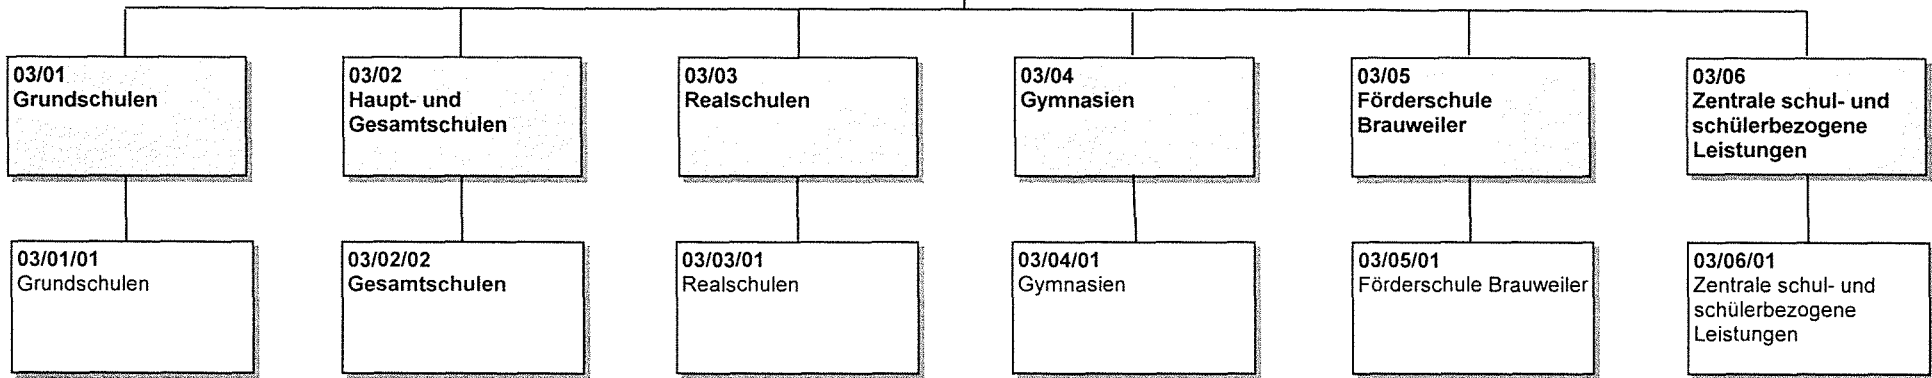 03/01
Grundschulen
03/02
Haupt- und
Gesamtschulen
03/03
Realschulen
03/04
Gymnasien
03/05
Förderschule
Brauweiler
03/06
Zentrale schul- und
schülerbezogene
Leistungen
03/01/01
Grundschulen
03/02/02
Gesamtschulen
03/03/01
Realschulen
03/04/01
Gymnasien
03/05/01
Förderschule Brauweiler
03/06/01
Zentrale schul- und
schülerbezogene
Leistungen